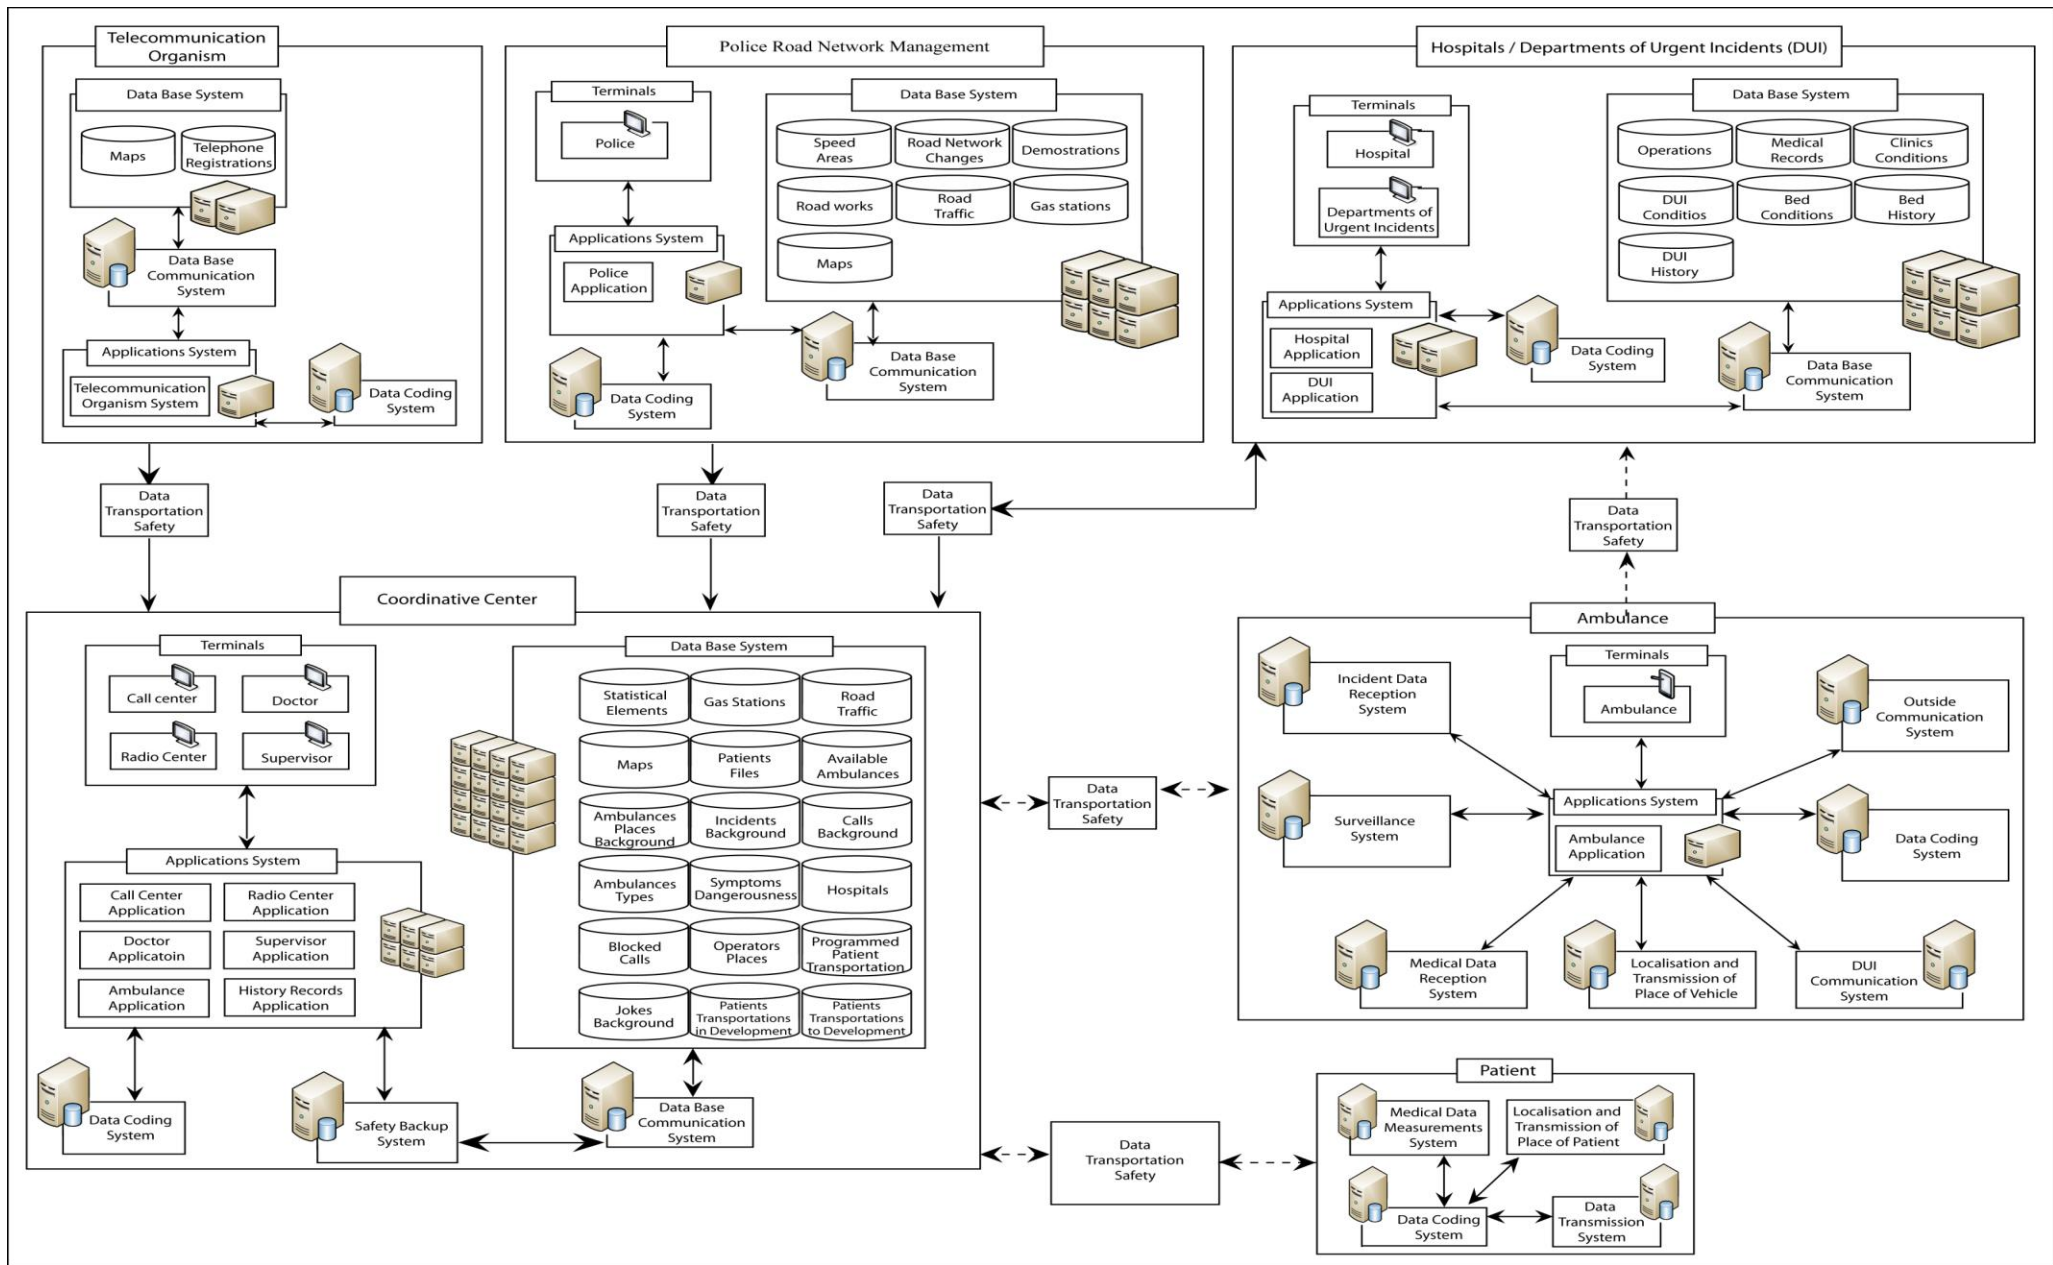 Telecommunication
Organism
Data Base System
Maps
Telephone
Registrations
Data Base
Communication
System
Applications System
Telecommunication
Organism System
Data Coding
System
Police Road Network Management
Terminals
Police
Applications System
Police
Application
Data Coding
System
Data Base System
Speed
Areas
Road Network
Changes
Demostrations
Road works
Road
Traffic
Gas stations
Maps
Data Base
Communication
System
Hospitals / Departments of Urgent Incidents (DUI)
Terminals
Hospital
Departments of
Urgent Incidents
Applications System
Hospital
Application
DUI
Application
Data Coding
System
Data Base System
Operations
Medical
Records
Clinics
Conditions
DUI
Conditios
Bed
Conditions
Bed
History
DUI
History
Data Base
Communication
System
Data
Transportation
Safety
Data
Transportation
Safety
Data
Transportation
Safety
Data
Transportation
Safety
Coordinative Center
Terminals
Call center
Doctor
Radio Center
Supervisor
Applications System
Call Center
Application
Radio Center
Application
Doctor
Applicatoin
Supervisor
Application
Ambulance
Application
History Records
Application
Data Coding
System
Safety Backup
System
Data Base System
Statistical
Elements
Gas Stations
Road
Traffic
Maps
Patients
Files
Available
Ambulances
Ambulances
Places
Background
Incidents
Background
Calls
Background
Ambulances
Types
Symptoms
Dangerousness
Hospitals
Blocked
Calls
Operators
Places
Programmed
Patient
Transportation
Jokes
Background
Patients
Transportations
in Development
Patients
Transportations
to Development
Data Base
Communication
System
Data
Transportation
Safety
Data
Transportation
Safety
Ambulance
Incident Data
Reception
System
Terminals
Ambulance
Outside
Communication
System
Surveillance
System
Applications System
Ambulance
Application
Data Coding
System
Medical Data
Reception
System
Localisation and
Transmission of
Place of Vehicle
DUI
Communication
System
Patient
Medical Data
Measurements
System
Localisation and
Transmission of
Place of Patient
Data Coding
System
Data
Transmission
System